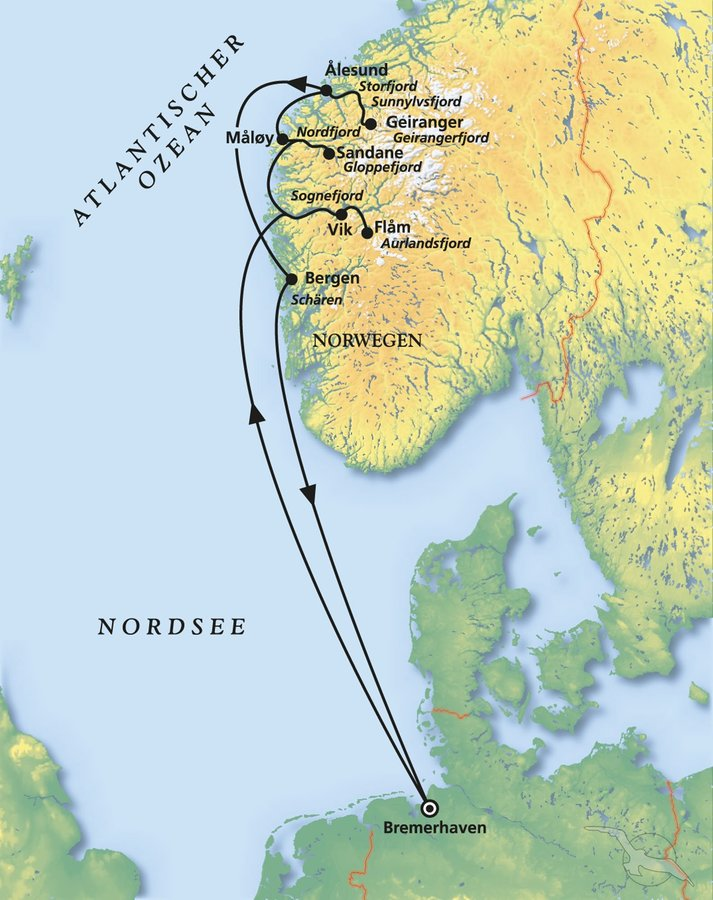 ATLANTISCHER
OZEAN
Ålesund
Storfjord
Sunnylvsfjord
Geiranger
Geirangerfjord
Måløy
Nordfjord
Sandane
Gloppefjord
Sognefjord
Vik
Flåm
Aurlandsfjord
Bergen
Schären
NORWEGEN
NORDSEE
Bremerhaven